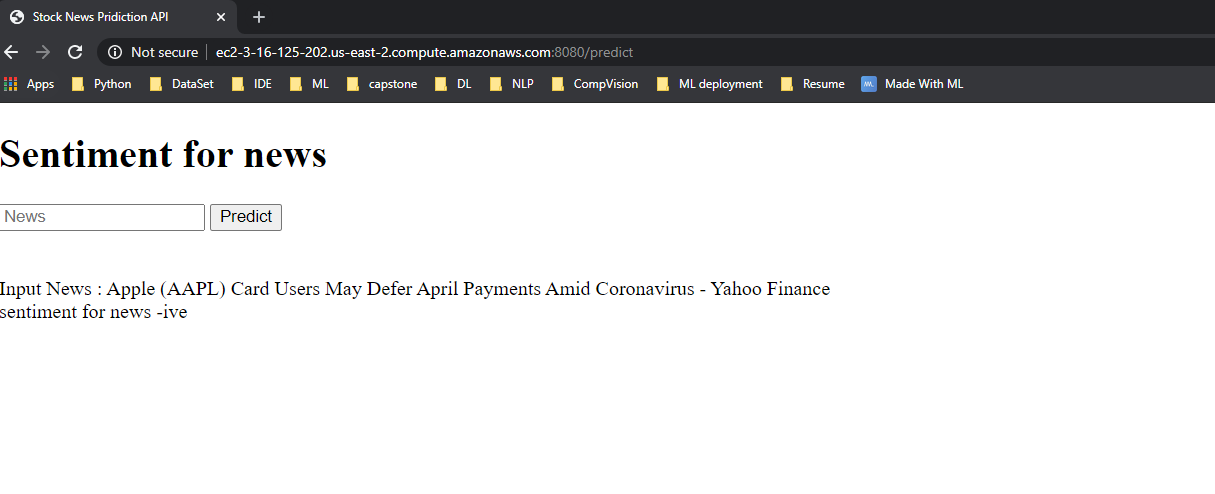 Stock News Pridiction API
Not secure ec2-3-16-125-202.us-east-2.compute.amazonaws.com:8080/predict
Apps Python DataSet IDE ML capstone DL NLP CompVision ML deployment Resume Made With ML
Sentiment for news
News Predict
Input News : Apple (AAPL) Card Users May Defer April Payments Amid Coronavirus - Yahoo Finance
sentiment for news -ive